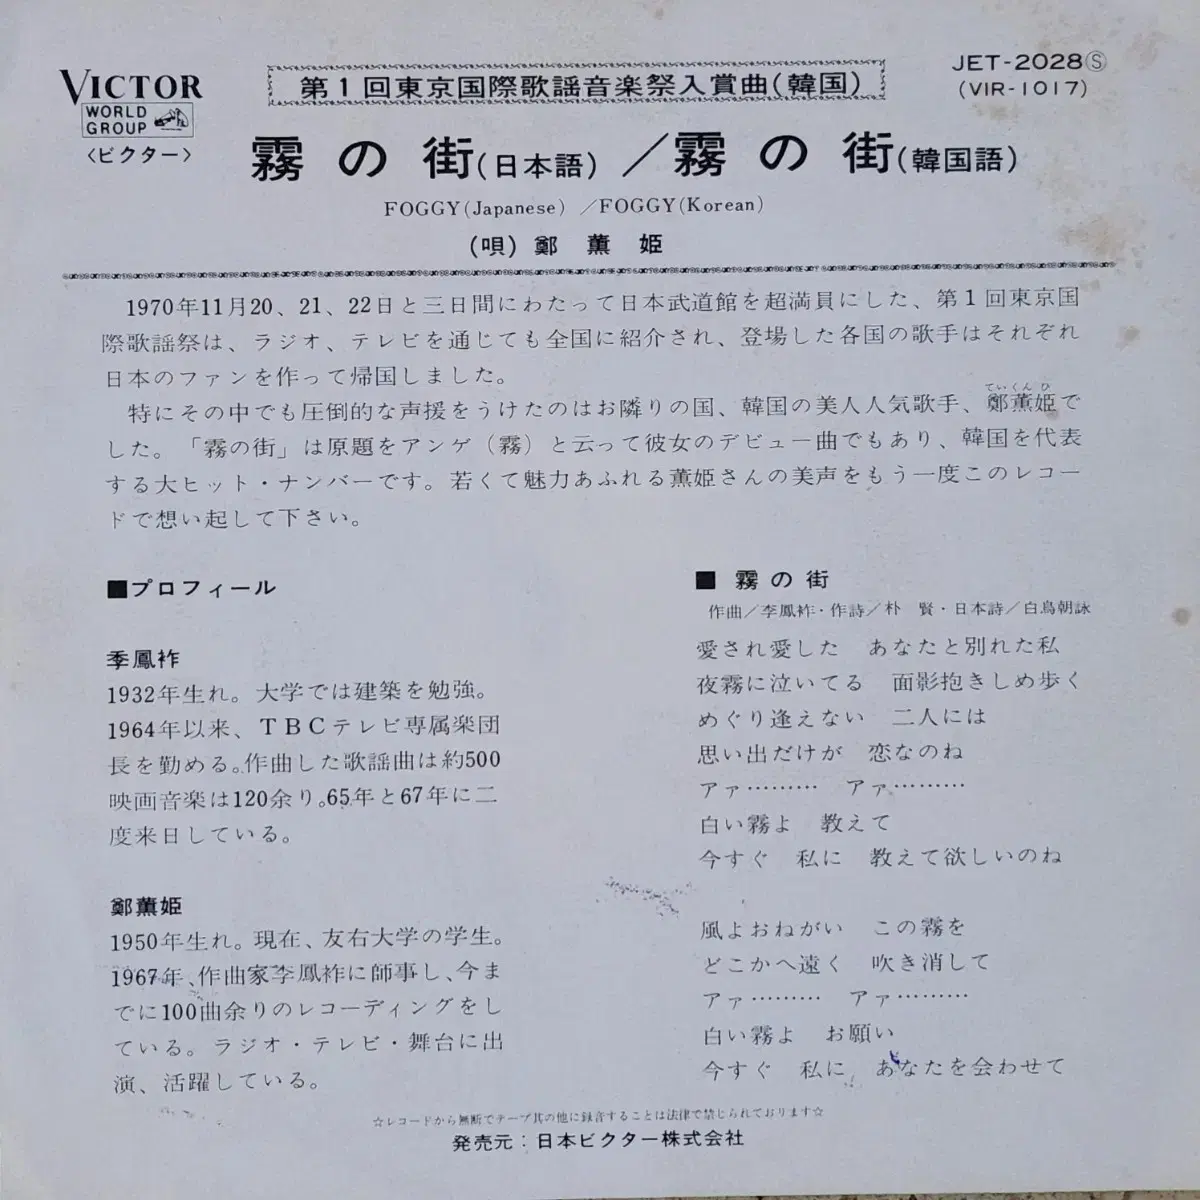 VICTOR
WORLD
GROUP
〈ビクター〉
第1回東京国際歌謡音楽祭入賞曲(韓国)
JET-2028Ⓢ
(VIR-1017)
霧の街(日本語)／霧の街(韓国語)
FOGGY(Japanese)／FOGGY(Korean)
(唄)鄭薫姫
1970年11月20、21、22日と三日間にわたって日本武道館を超満員にした、第1回東京国
際歌謡祭は、ラジオ、テレビを通じても全国に紹介され、登場した各国の歌手はそれぞれ
日本のファンを作って帰国しました。
ていくんひ
特にその中でも圧倒的な声援をうけたのはお隣りの国、韓国の美人人気歌手、鄭薫姫で
した。「霧の街」は原題をアンゲ（霧）と云って彼女のデビュー曲でもあり、韓国を代表
する大ヒット・ナンバーです。若くて魅力あふれる薫姫さんの美声をもう一度このレコー
ドで想い起して下さい。
■プロフィール
季鳳祚
1932年生れ。大学では建築を勉強。
1964年以来、TBCテレビ専属楽団
長を勤める。作曲した歌謡曲は約500
映画音楽は120余り。65年と67年に二
度来日している。
鄭薫姫
1950年生れ。現在、友右大学の学生。
1967年、作曲家李鳳祚に師事し、今ま
でに100曲余りのレコーディングをし
ている。ラジオ・テレビ・舞台に出
演、活躍している。
■ 霧の街
作曲／李鳳祚・作詩／朴　賢・日本詩／白鳥朝詠
愛され愛した　あなたと別れた私
夜霧に泣いてる　面影抱きしめ歩く
めぐり逢えない　二人には
思い出だけが　恋なのね
アァ………　アァ………
白い霧よ　教えて
今すぐ　私に　教えて欲しいのね
風よおねがい　この霧を
どこかへ遠く　吹き消して
アァ………　アァ………
白い霧よ　お願い
今すぐ　私に　あなたを会わせて
☆レコードから無断でテープ其の他に録音することは法律で禁じられております☆
発売元：日本ビクター株式会社